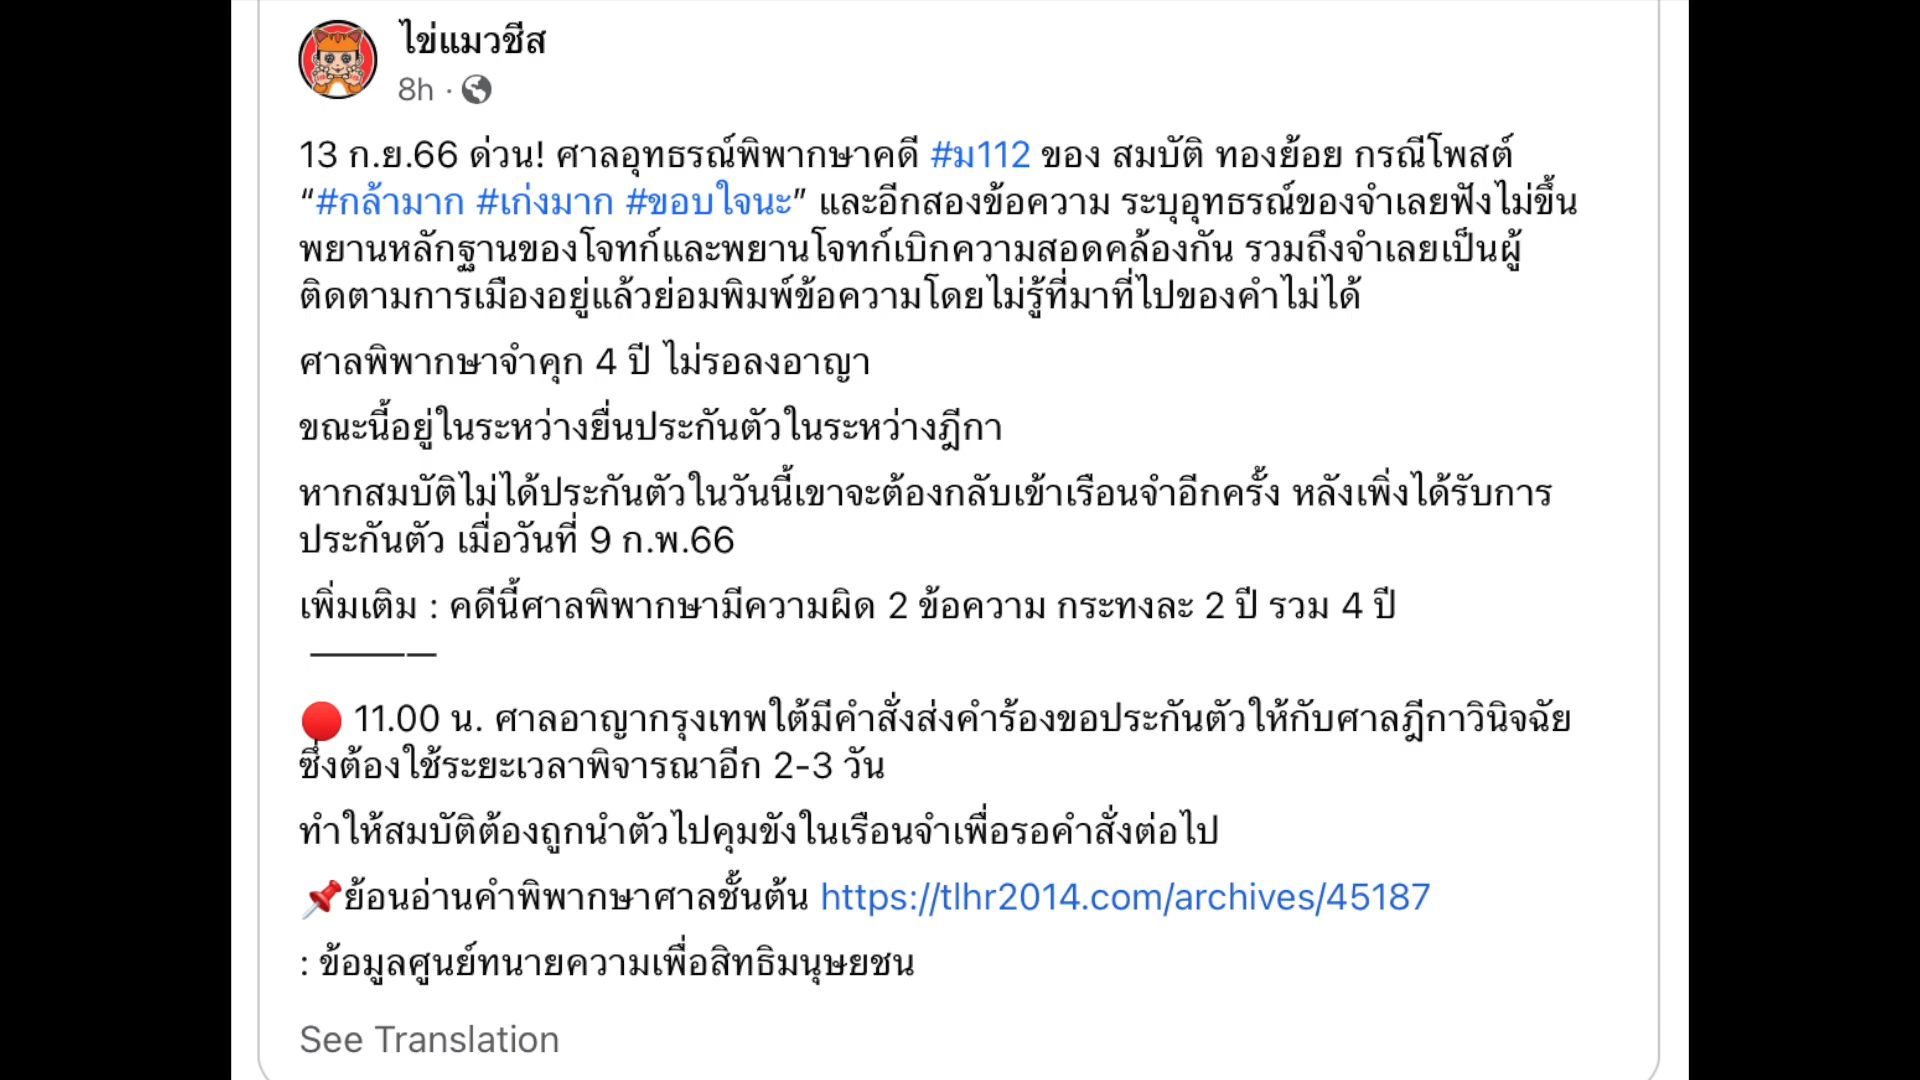 ไข่แมวชีส
8h ·
13 ก.ย.66 ด่วน! ศาลอุทธรณ์พิพากษาคดี #ม112 ของ สมบัติ ทองย้อย กรณีโพสต์
“#กล้ามาก #เก่งมาก #ขอบใจนะ” และอีกสองข้อความ ระบุอุทธรณ์ของจำเลยฟังไม่ขึ้น
พยานหลักฐานของโจทก์และพยานโจทก์เบิกความสอดคล้องกัน รวมถึงจำเลยเป็นผู้
ติดตามการเมืองอยู่แล้วย่อมพิมพ์ข้อความโดยไม่รู้ที่มาที่ไปของคำไม่ได้
ศาลพิพากษาจำคุก 4 ปี ไม่รอลงอาญา
ขณะนี้อยู่ในระหว่างยื่นประกันตัวในระหว่างฎีกา
หากสมบัติไม่ได้ประกันตัวในวันนี้เขาจะต้องกลับเข้าเรือนจำอีกครั้ง หลังเพิ่งได้รับการ
ประกันตัว เมื่อวันที่ 9 ก.พ.66
เพิ่มเติม : คดีนี้ศาลพิพากษามีความผิด 2 ข้อความ กระทงละ 2 ปี รวม 4 ปี
————–
🔴 11.00 น. ศาลอาญากรุงเทพใต้มีคำสั่งส่งคำร้องขอประกันตัวให้กับศาลฎีกาวินิจฉัย
ซึ่งต้องใช้ระยะเวลาพิจารณาอีก 2-3 วัน
ทำให้สมบัติต้องถูกนำตัวไปคุมขังในเรือนจำเพื่อรอคำสั่งต่อไป
📌ย้อนอ่านคำพิพากษาศาลชั้นต้น https://tlhr2014.com/archives/45187
: ข้อมูลศูนย์ทนายความเพื่อสิทธิมนุษยชน
See Translation